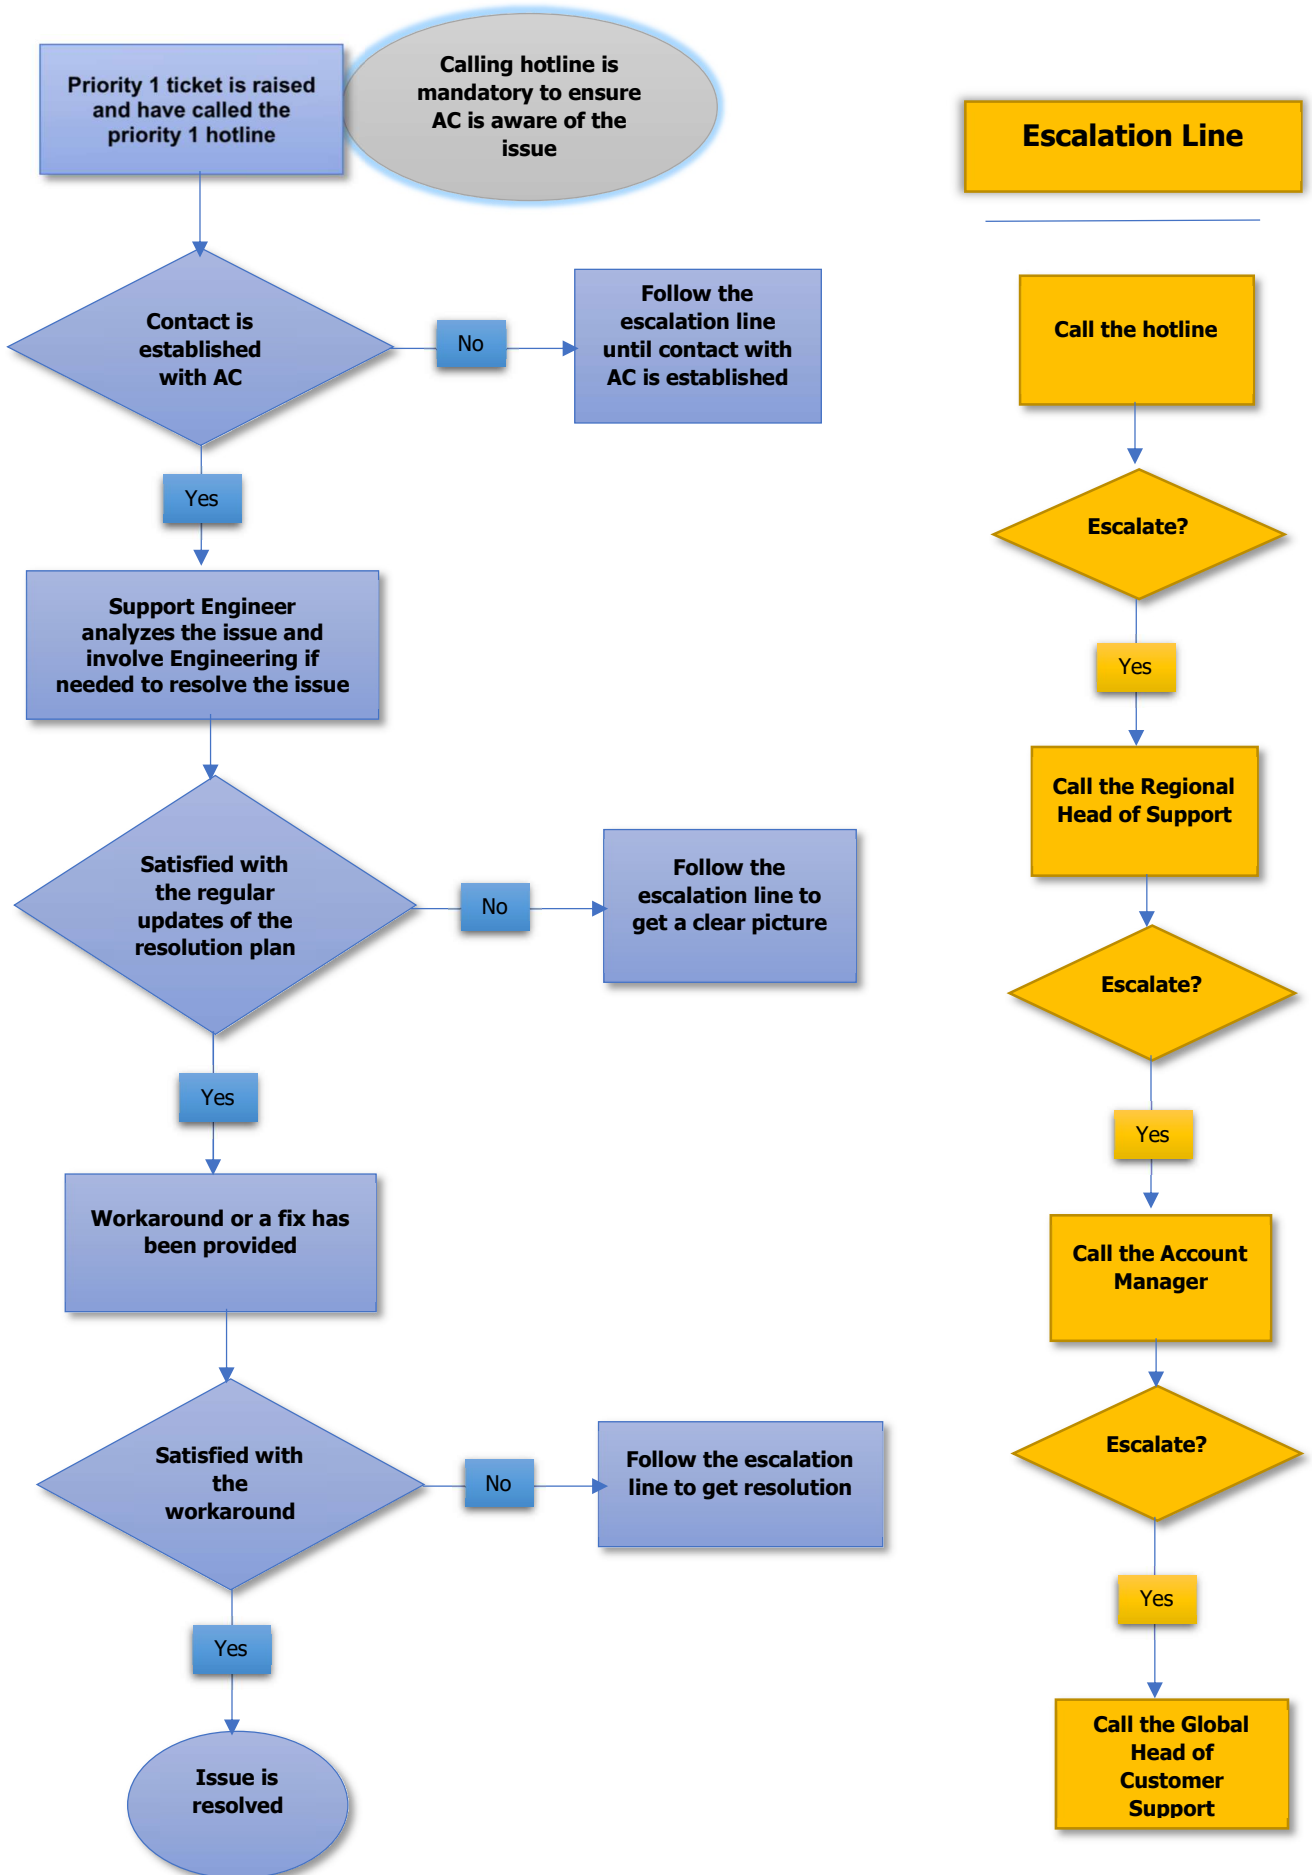 Priority 1 ticket is raised
and have called the
priority 1 hotline
Calling hotline is
mandatory to ensure
AC is aware of the
issue
Contact is
established
with AC
No
Follow the
escalation line
until contact with
AC is established
Yes
Support Engineer
analyzes the issue and
involve Engineering if
needed to resolve the issue
Satisfied with
the regular
updates of the
resolution plan
No
Follow the
escalation line to
get a clear picture
Yes
Workaround or a fix has
been provided
Satisfied with
the
workaround
No
Follow the escalation
line to get resolution
Yes
Issue is
resolved
Escalation Line
Call the hotline
Escalate?
Yes
Call the Regional
Head of Support
Escalate?
Yes
Call the Account
Manager
Escalate?
Yes
Call the Global
Head of
Customer
Support